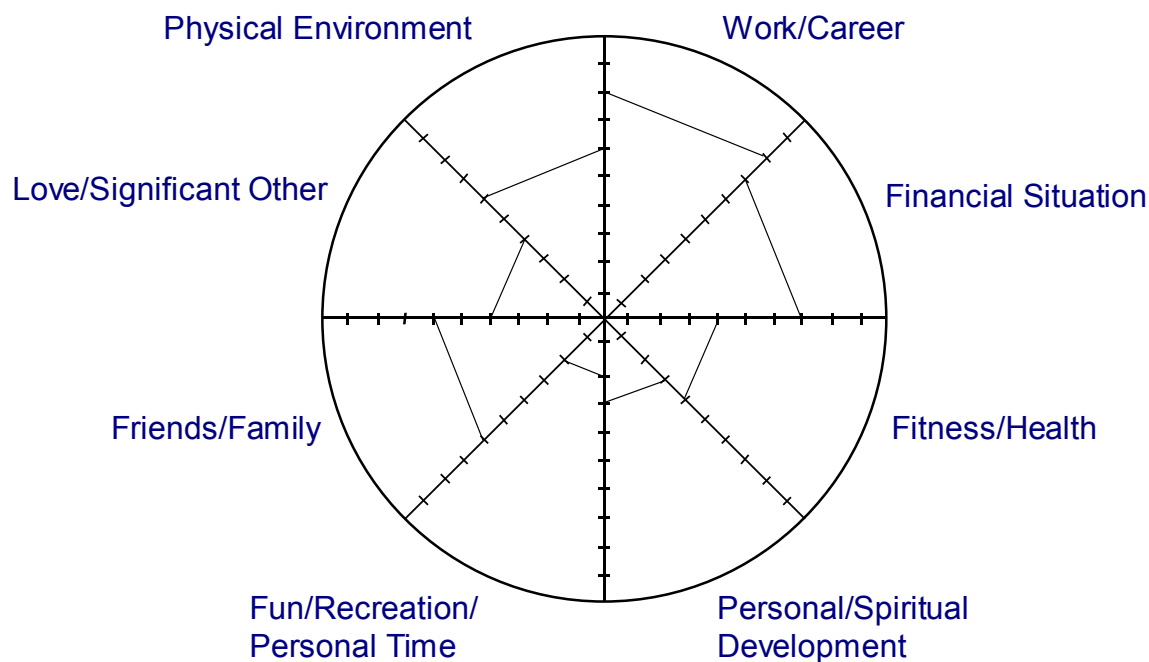 Physical Environment
Work/Career
Love/Significant Other
Financial Situation
Friends/Family
Fitness/Health
Fun/Recreation/
Personal Time
Personal/Spiritual
Development